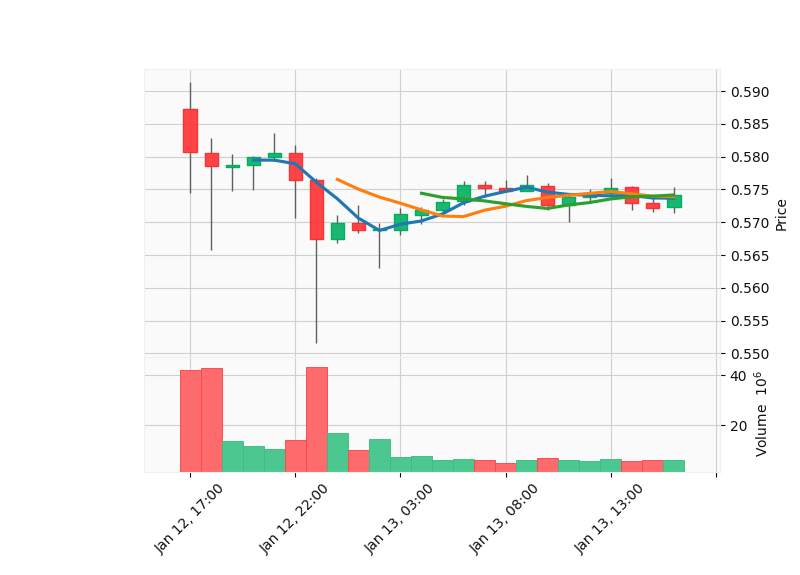 0.590
0.585
0.580
0.575
0.570
0.565
0.560
0.555
0.550
Price
40
20
Volume 10⁶
Jan 12, 17:00
Jan 12, 22:00
Jan 13, 03:00
Jan 13, 08:00
Jan 13, 13:00